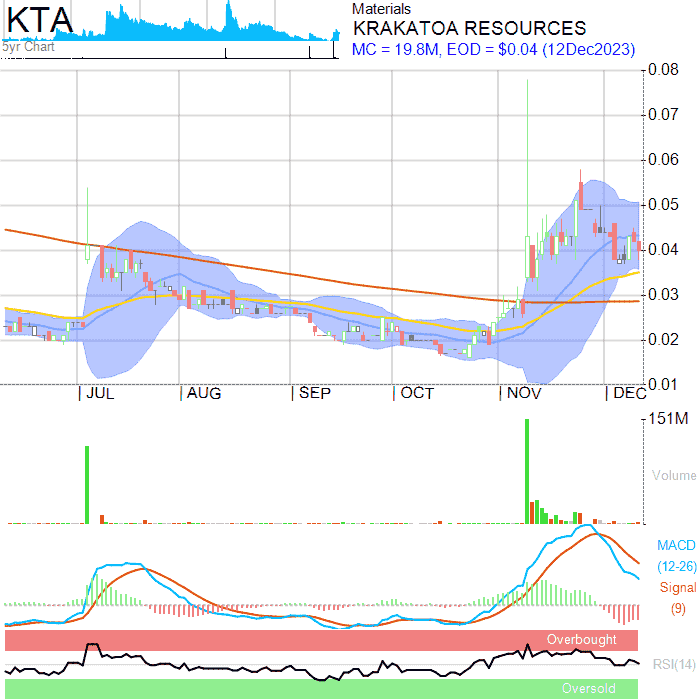 KTA
5yr Chart
Materials
KRAKATOA RESOURCES
MC = 19.8M, EOD = $0.04 (12Dec2023)
0.08
0.07
0.06
0.05
0.04
0.03
0.02
0.01
JUL AUG SEP OCT NOV DEC
151M
Volume
MACD
(12-26)
Signal
(9)
Overbought
RSI(14)
Oversold